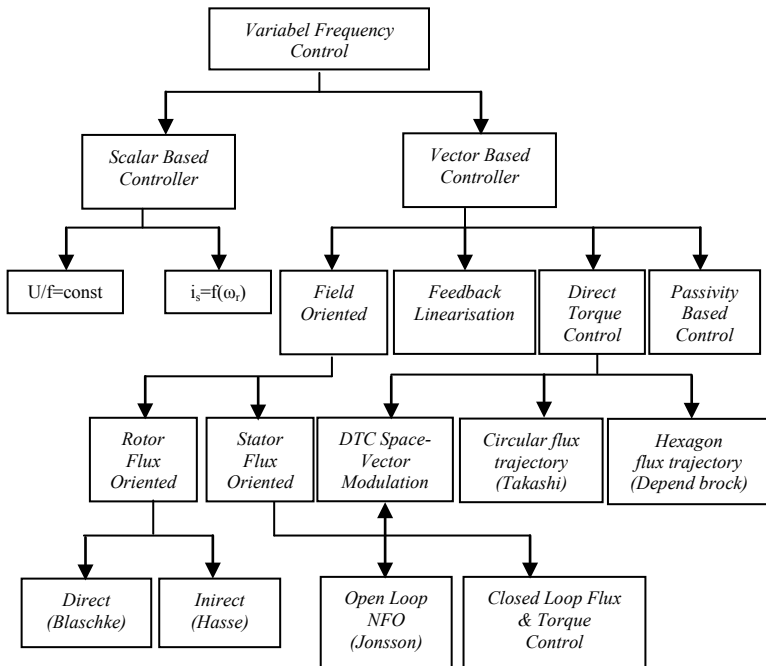 Variabel Frequency
Control
Scalar Based
Controller
Vector Based
Controller
U/f=const
iₛ=f(ωᵣ)
Field
Oriented
Feedback
Linearisation
Direct
Torque
Control
Passivity
Based
Control
Rotor
Flux
Oriented
Stator
Flux
Oriented
DTC Space-
Vector
Modulation
Circular flux
trajectory
(Takashi)
Hexagon
flux trajectory
(Depend brock)
Direct
(Blaschke)
Inirect
(Hasse)
Open Loop
NFO
(Jonsson)
Closed Loop Flux
& Torque
Control